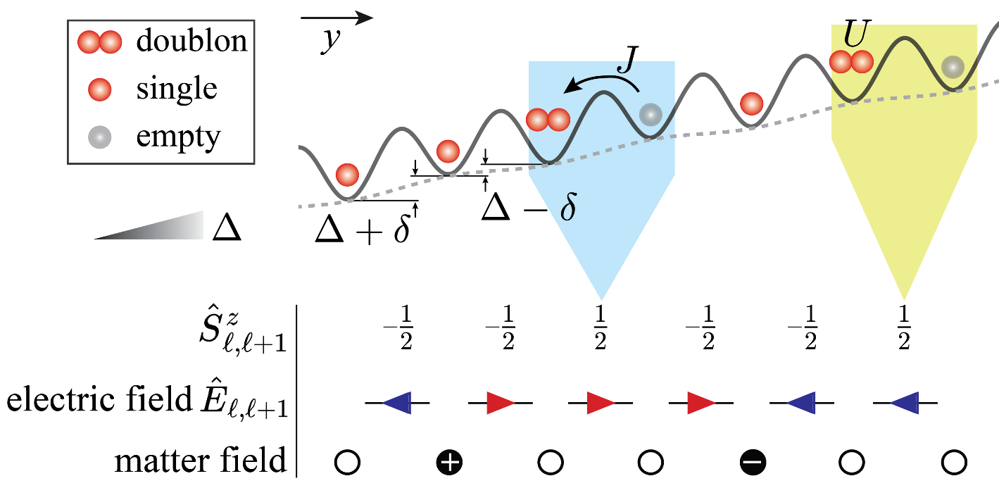 doublon
single
empty
Δ
y
J
U
Δ + δ
Δ − δ
Ŝ^z_{ℓ,ℓ+1} −1/2 −1/2 1/2 −1/2 −1/2 1/2
electric field Ê_{ℓ,ℓ+1}
matter field + −